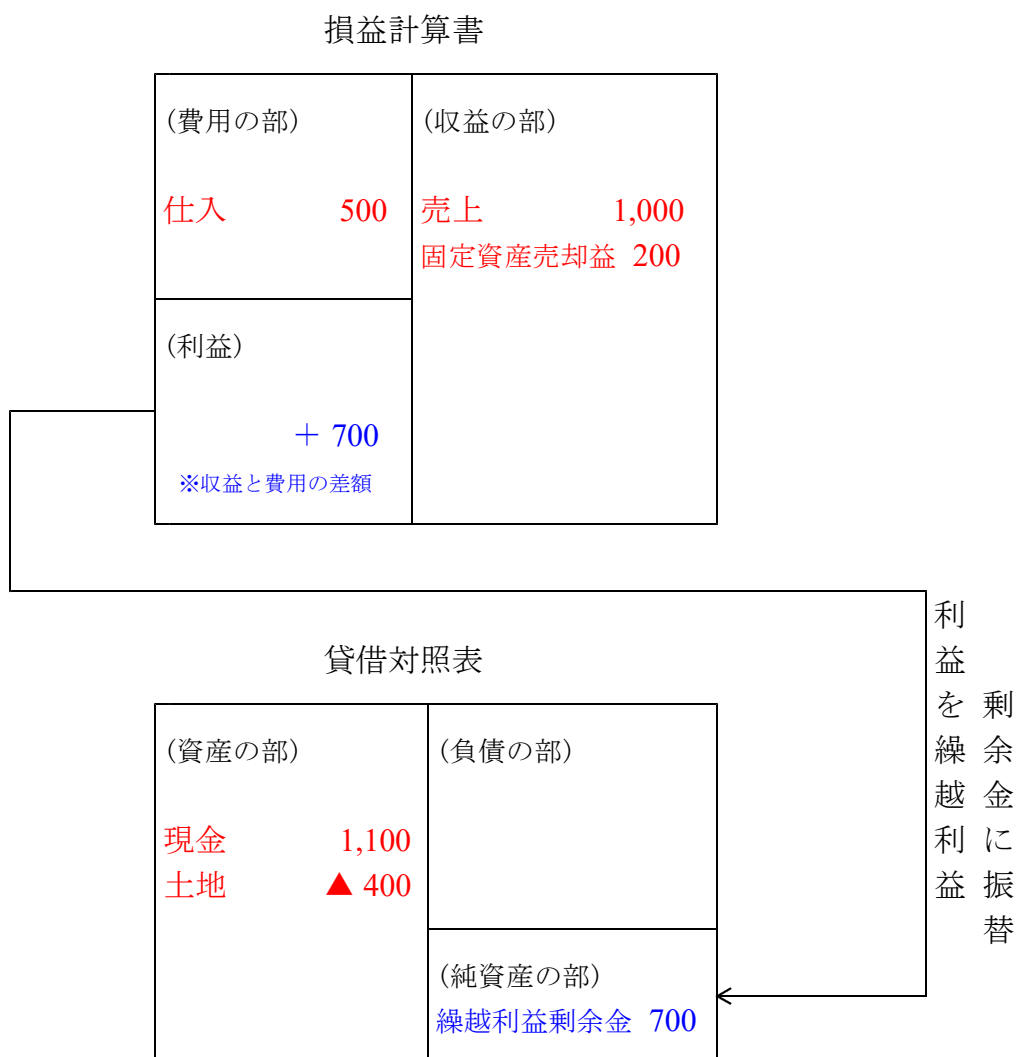 損益計算書
(費用の部)
(収益の部)
仕入 500
売上 1,000
固定資産売却益 200
(利益)
+ 700
※収益と費用の差額
利益を繰越利益
剰余金に振替
貸借対照表
(資産の部)
(負債の部)
現金 1,100
土地 ▲ 400
(純資産の部)
繰越利益剰余金 700